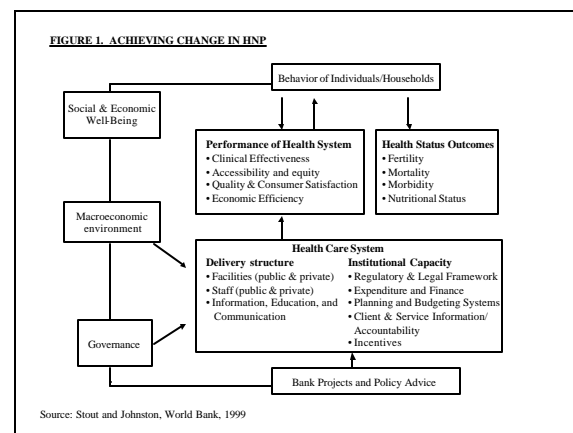 FIGURE 1. ACHIEVING CHANGE IN HNP
Behavior of Individuals/Households
Social & Economic
Well-Being
Performance of Health System
• Clinical Effectiveness
• Accessibility and equity
• Quality & Consumer Satisfaction
• Economic Efficiency
Health Status Outcomes
• Fertility
• Mortality
• Morbidity
• Nutritional Status
Macroeconomic
environment
Health Care System
Delivery structure
• Facilities (public & private)
• Staff (public & private)
• Information, Education, and
Communication
Institutional Capacity
• Regulatory & Legal Framework
• Expenditure and Finance
• Planning and Budgeting Systems
• Client & Service Information/
Accountability
• Incentives
Governance
Bank Projects and Policy Advice
Source: Stout and Johnston, World Bank, 1999